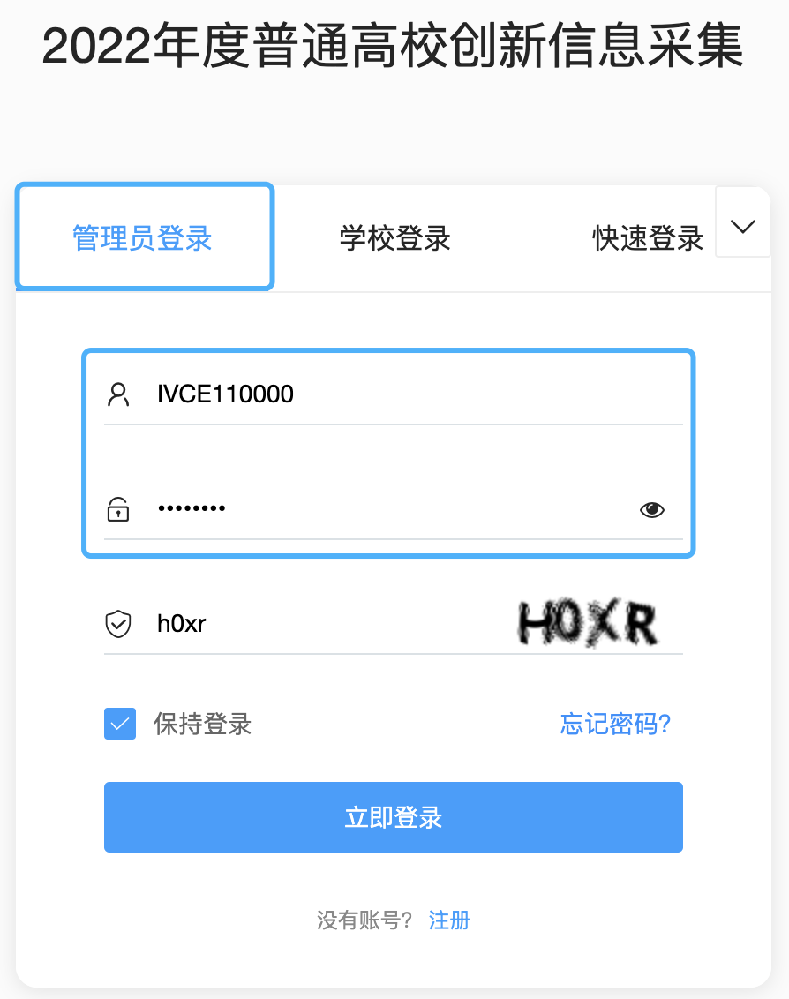 2022年度普通高校创新信息采集
管理员登录 学校登录 快速登录
IVCE110000
••••••••
h0xr H0XR
保持登录 忘记密码?
立即登录
没有账号? 注册